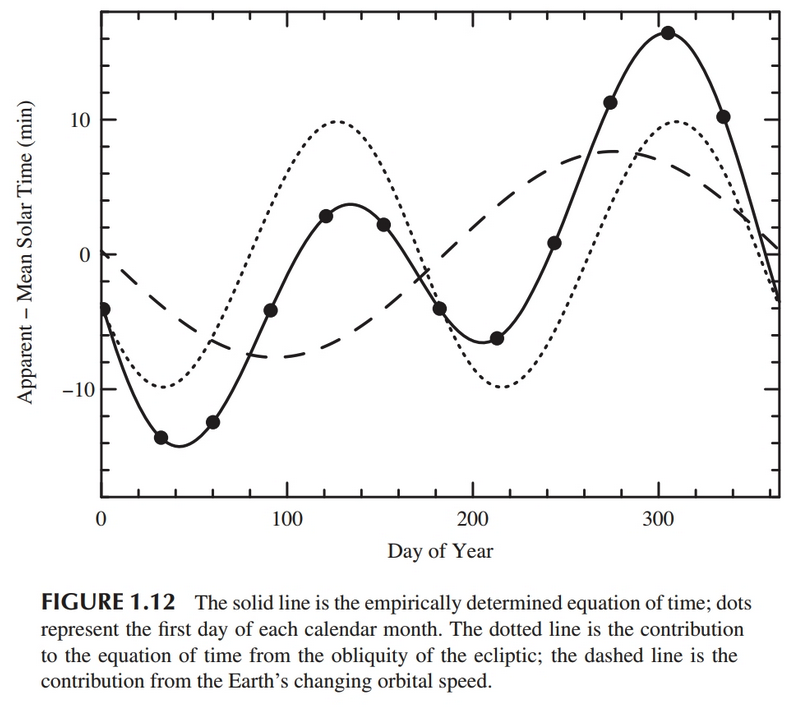 Apparent – Mean Solar Time (min)
10
0
−10
0
100
200
300
Day of Year
FIGURE 1.12 The solid line is the empirically determined equation of time; dots
represent the first day of each calendar month. The dotted line is the contribution
to the equation of time from the obliquity of the ecliptic; the dashed line is the
contribution from the Earth’s changing orbital speed.